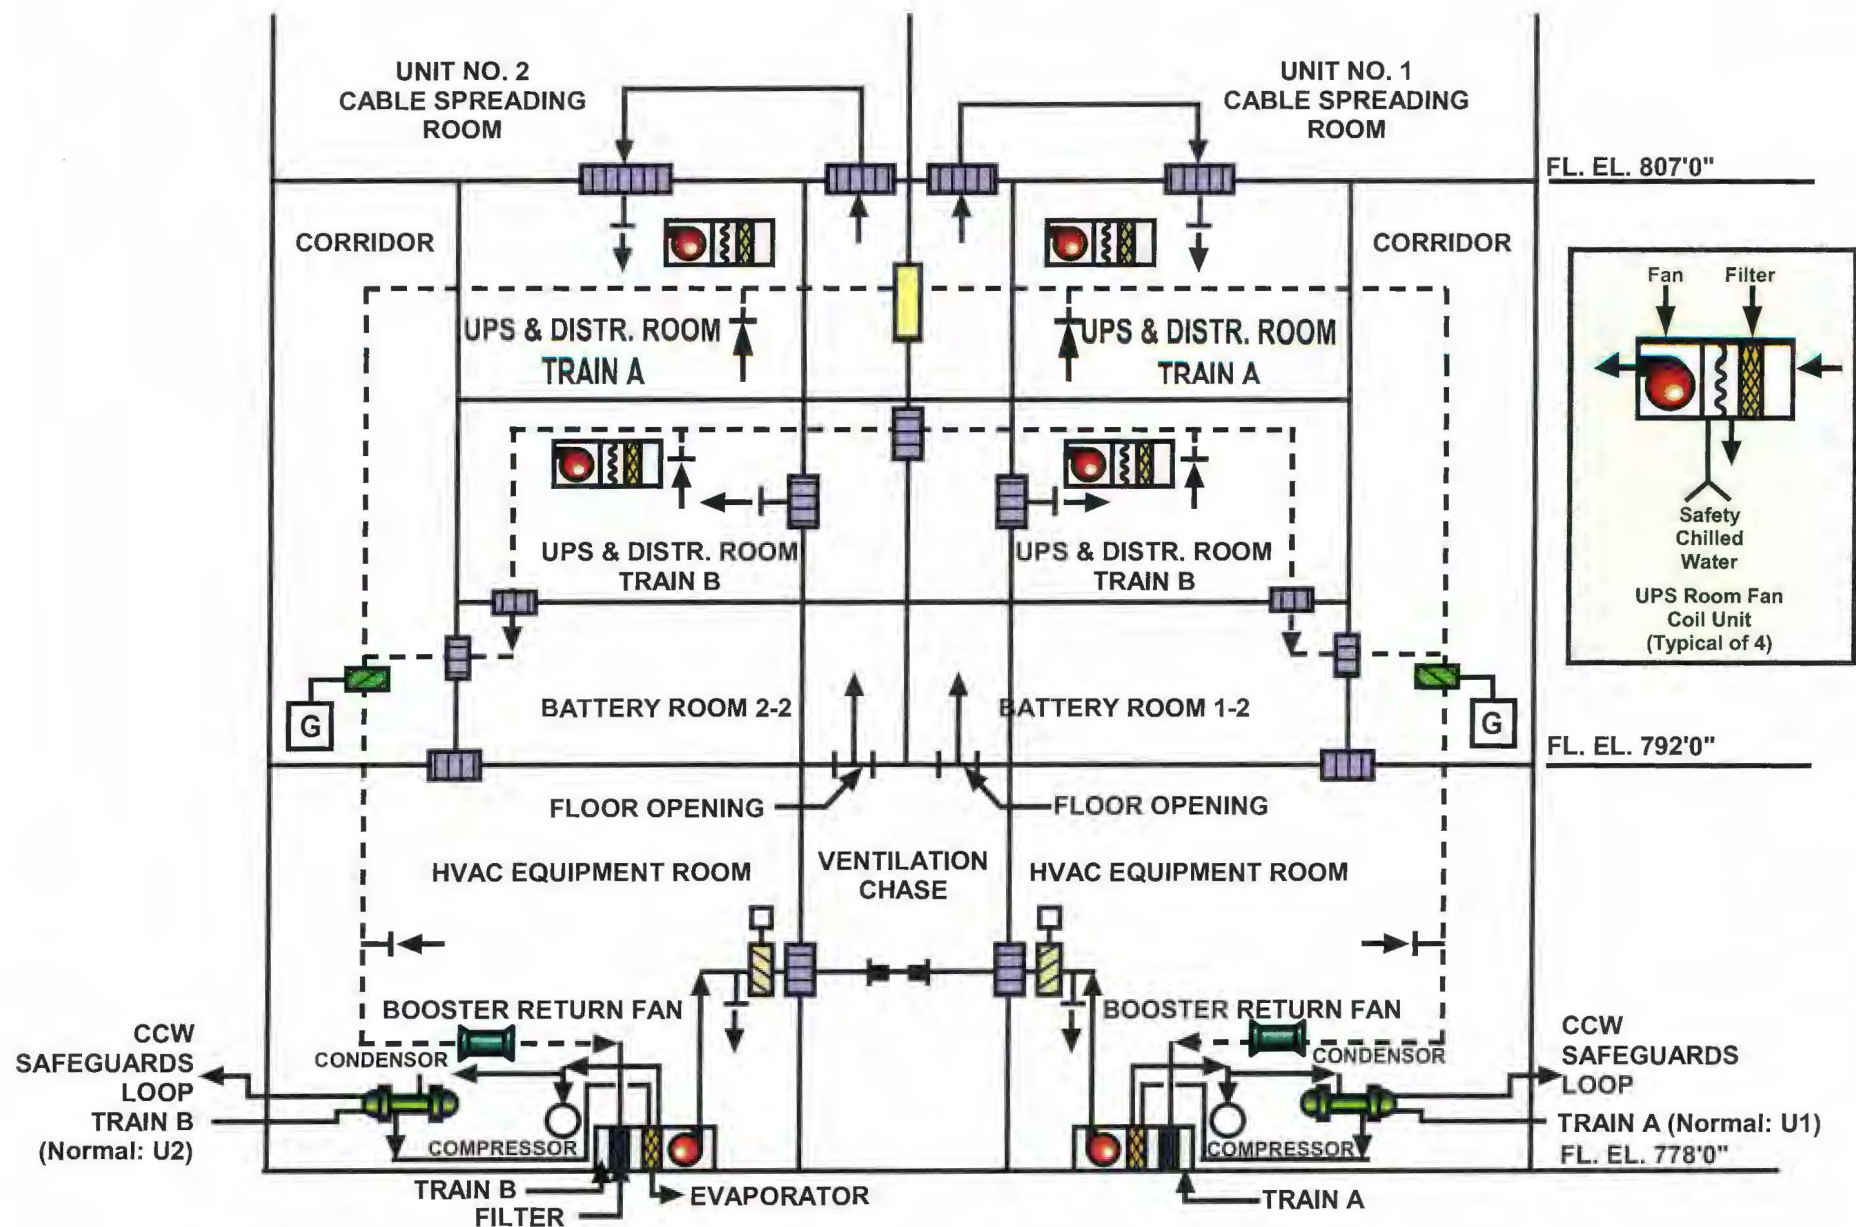 UNIT NO. 2
CABLE SPREADING
ROOM
UNIT NO. 1
CABLE SPREADING
ROOM
FL. EL. 807'0"
CORRIDOR
CORRIDOR
UPS & DISTR. ROOM
TRAIN A
UPS & DISTR. ROOM
TRAIN A
Fan
Filter
Safety
Chilled
Water
UPS Room Fan
Coil Unit
(Typical of 4)
UPS & DISTR. ROOM
TRAIN B
UPS & DISTR. ROOM
TRAIN B
BATTERY ROOM 2-2
BATTERY ROOM 1-2
G
G
FL. EL. 792'0"
FLOOR OPENING
FLOOR OPENING
HVAC EQUIPMENT ROOM
VENTILATION
CHASE
HVAC EQUIPMENT ROOM
BOOSTER RETURN FAN
BOOSTER RETURN FAN
CCW
SAFEGUARDS
LOOP
TRAIN B
(Normal: U2)
CONDENSOR
COMPRESSOR
CONDENSOR
COMPRESSOR
CCW
SAFEGUARDS
LOOP
TRAIN A (Normal: U1)
FL. EL. 778'0"
TRAIN B
FILTER
EVAPORATOR
TRAIN A